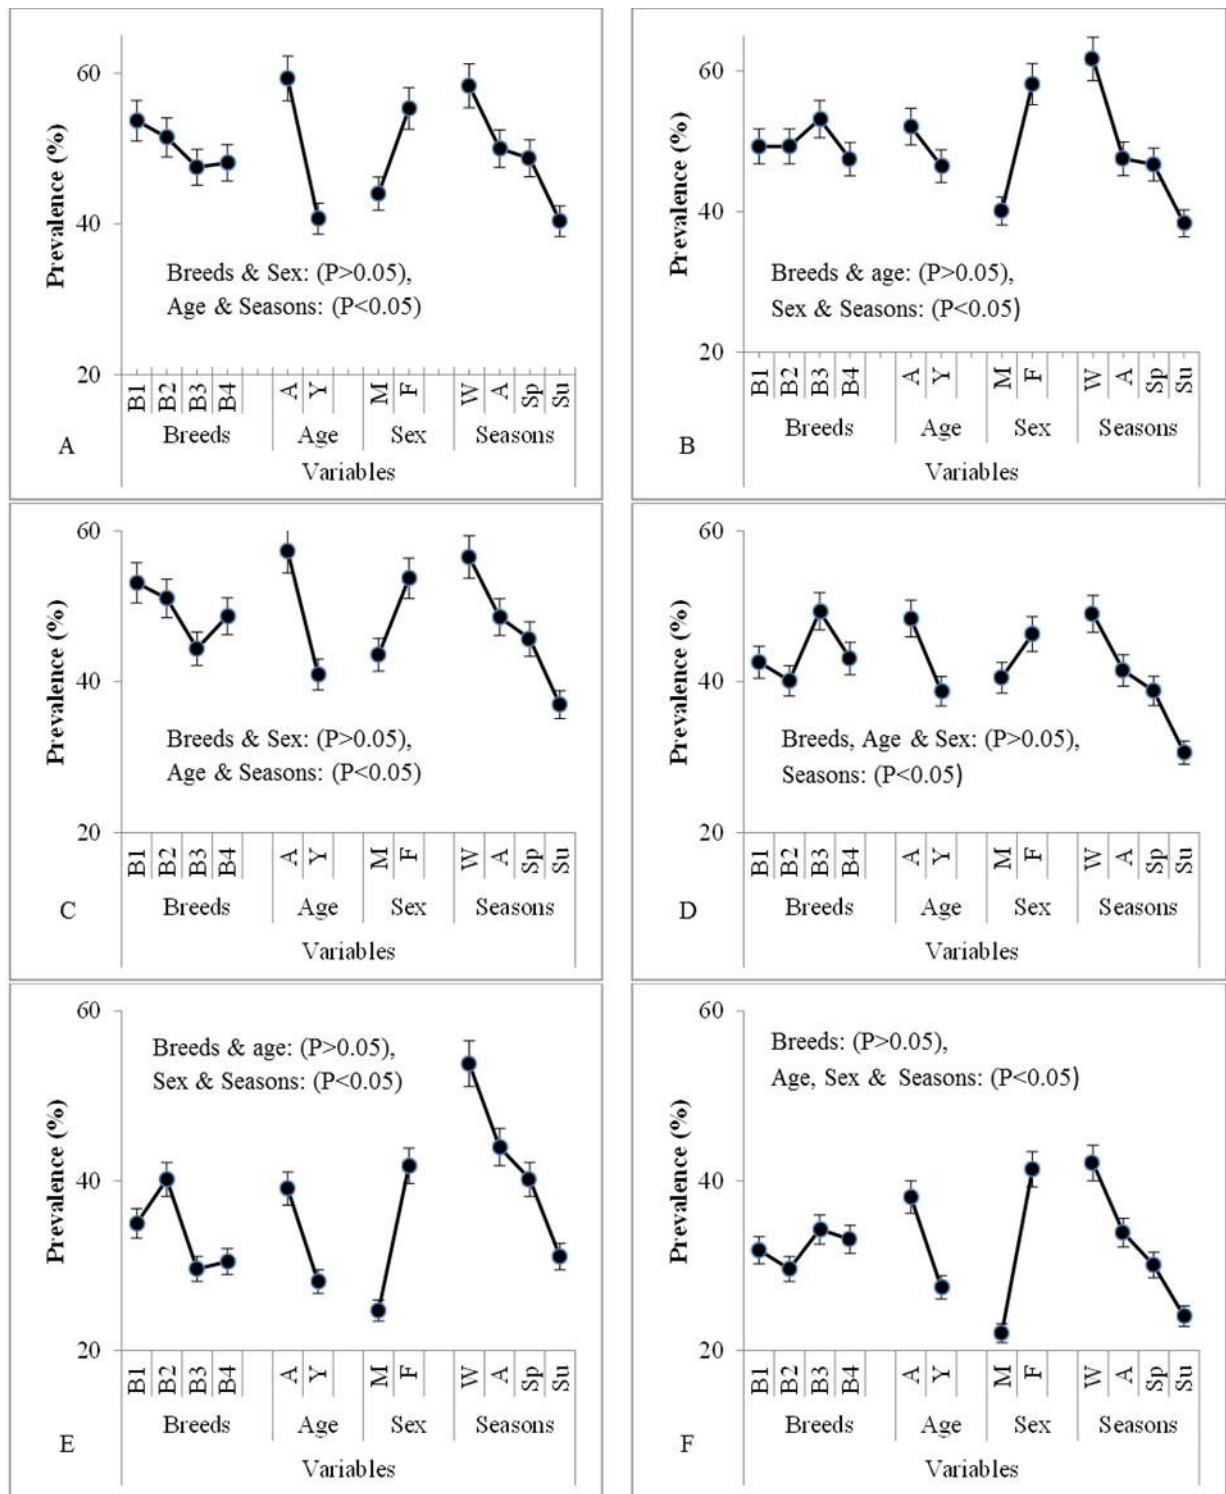 Prevalence (%)
60
40
20
Breeds & Sex: (P>0.05),
Age & Seasons: (P<0.05)
B1 B2 B3 B4 A Y M F W A Sp Su
Breeds Age Sex Seasons
Variables
A
Prevalence (%)
60
40
20
Breeds & age: (P>0.05),
Sex & Seasons: (P<0.05)
B1 B2 B3 B4 A Y M F W A Sp Su
Breeds Age Sex Seasons
Variables
B
Prevalence (%)
60
40
20
Breeds & Sex: (P>0.05),
Age & Seasons: (P<0.05)
B1 B2 B3 B4 A Y M F W A Sp Su
Breeds Age Sex Seasons
Variables
C
Prevalence (%)
60
40
20
Breeds, Age & Sex: (P>0.05),
Seasons: (P<0.05)
B1 B2 B3 B4 A Y M F W A Sp Su
Breeds Age Sex Seasons
Variables
D
Prevalence (%)
60
40
20
Breeds & age: (P>0.05),
Sex & Seasons: (P<0.05)
B1 B2 B3 B4 A Y M F W A Sp Su
Breeds Age Sex Seasons
Variables
E
Prevalence (%)
60
40
20
Breeds: (P>0.05),
Age, Sex & Seasons: (P<0.05)
B1 B2 B3 B4 A Y M F W A Sp Su
Breeds Age Sex Seasons
Variables
F